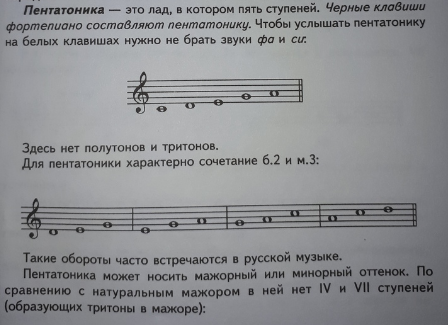 Пентатоника — это лад, в котором пять ступеней. Черные клавиши
фортепиано составляют пентатонику. Чтобы услышать пентатонику
на белых клавишах нужно не брать звуки фа и си:
Здесь нет полутонов и тритонов.
Для пентатоники характерно сочетание б.2 и м.3:
Такие обороты часто встречаются в русской музыке.
Пентатоника может носить мажорный или минорный оттенок. По
сравнению с натуральным мажором в ней нет IV и VII ступеней
(образующих тритоны в мажоре):